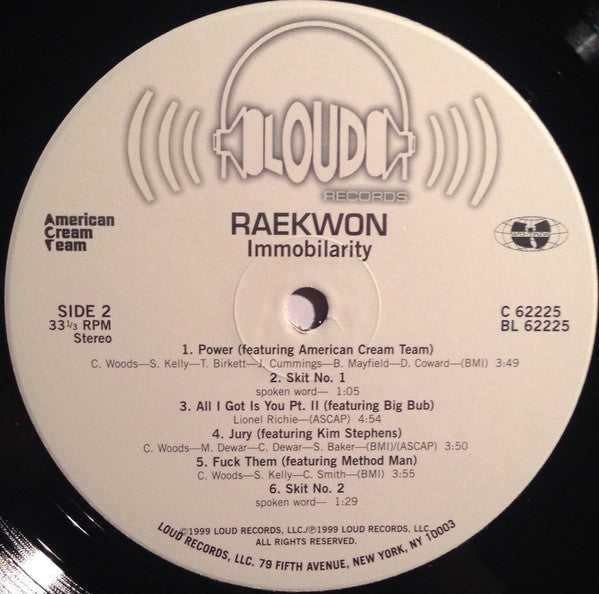 LOUD
RECORDS
RAEKWON
Immobilarity
American
Cream
Team
WU-TANG
SIDE 2
33 1/3 RPM
Stereo
C 62225
BL 62225
1. Power (featuring American Cream Team)
C. Woods—S. Kelly—T. Birkett—J. Cummings—B. Mayfield—D. Coward—(BMI) 3:49
2. Skit No. 1
spoken word— 1:05
3. All I Got Is You Pt. II (featuring Big Bub)
Lionel Richie—(ASCAP) 4:54
4. Jury (featuring Kim Stephens)
C. Woods—M. Dewar—C. Dewar—S. Baker—(BMI)/(ASCAP) 3:50
5. Fuck Them (featuring Method Man)
C. Woods—S. Kelly—C. Smith—(BMI) 3:55
6. Skit No. 2
spoken word— 1:29
©1999 LOUD RECORDS, LLC./℗1999 LOUD RECORDS, LLC.
ALL RIGHTS RESERVED.
LOUD RECORDS, LLC. 79 FIFTH AVENUE, NEW YORK, NY 10003